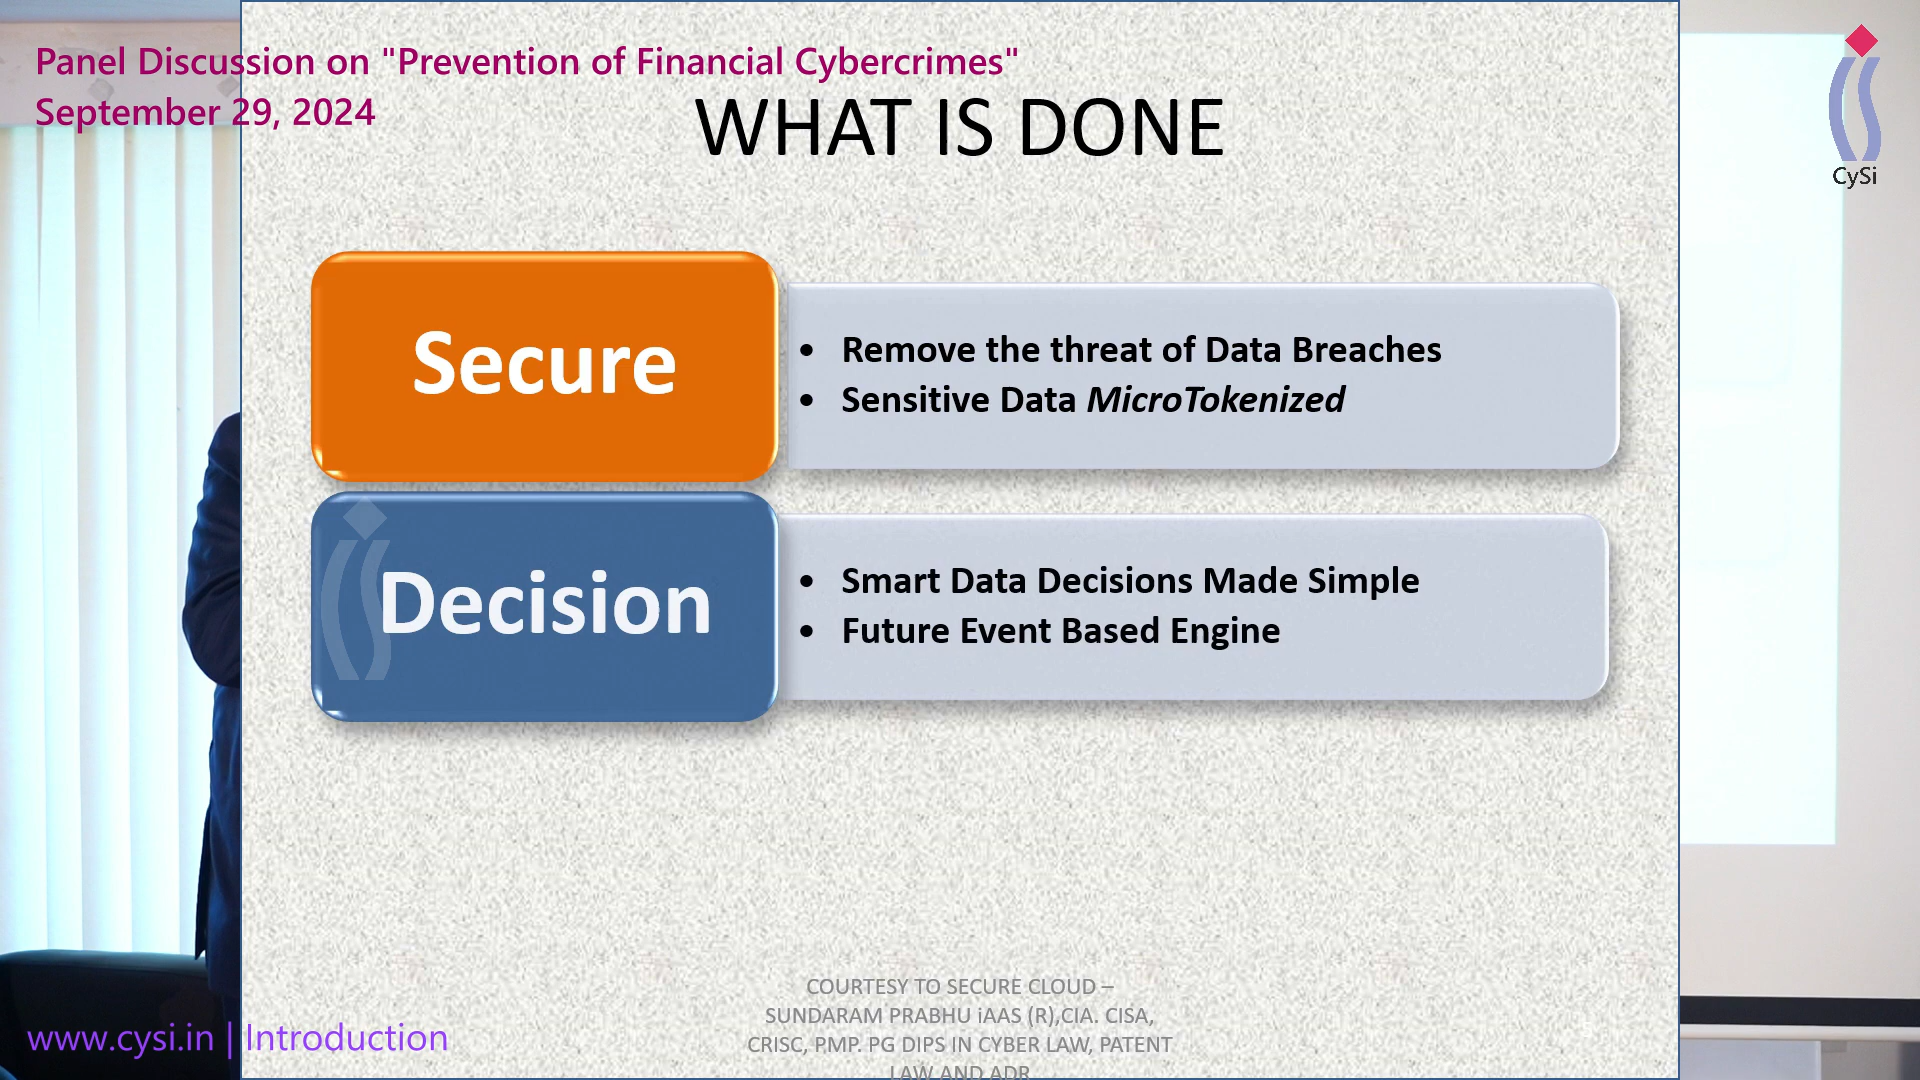 Panel Discussion on "Prevention of Financial Cybercrimes"
September 29, 2024
WHAT IS DONE
CySi
Secure
• Remove the threat of Data Breaches
• Sensitive Data MicroTokenized
Decision
• Smart Data Decisions Made Simple
• Future Event Based Engine
COURTESY TO SECURE CLOUD –
SUNDARAM PRABHU iAAS (R),CIA. CISA,
CRISC, PMP. PG DIPS IN CYBER LAW, PATENT
LAW AND ADR
www.cysi.in | Introduction